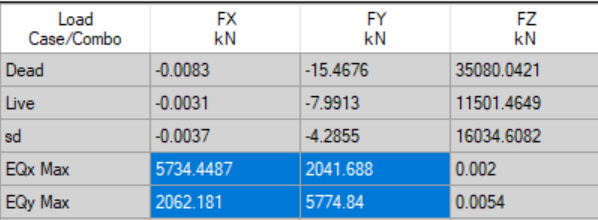 Load Case/Combo FX kN FY kN FZ kN
Dead -0.0083 -15.4676 35080.0421
Live -0.0031 -7.9913 11501.4649
sd -0.0037 -4.2855 16034.6082
EQx Max 5734.4487 2041.688 0.002
EQy Max 2062.181 5774.84 0.0054